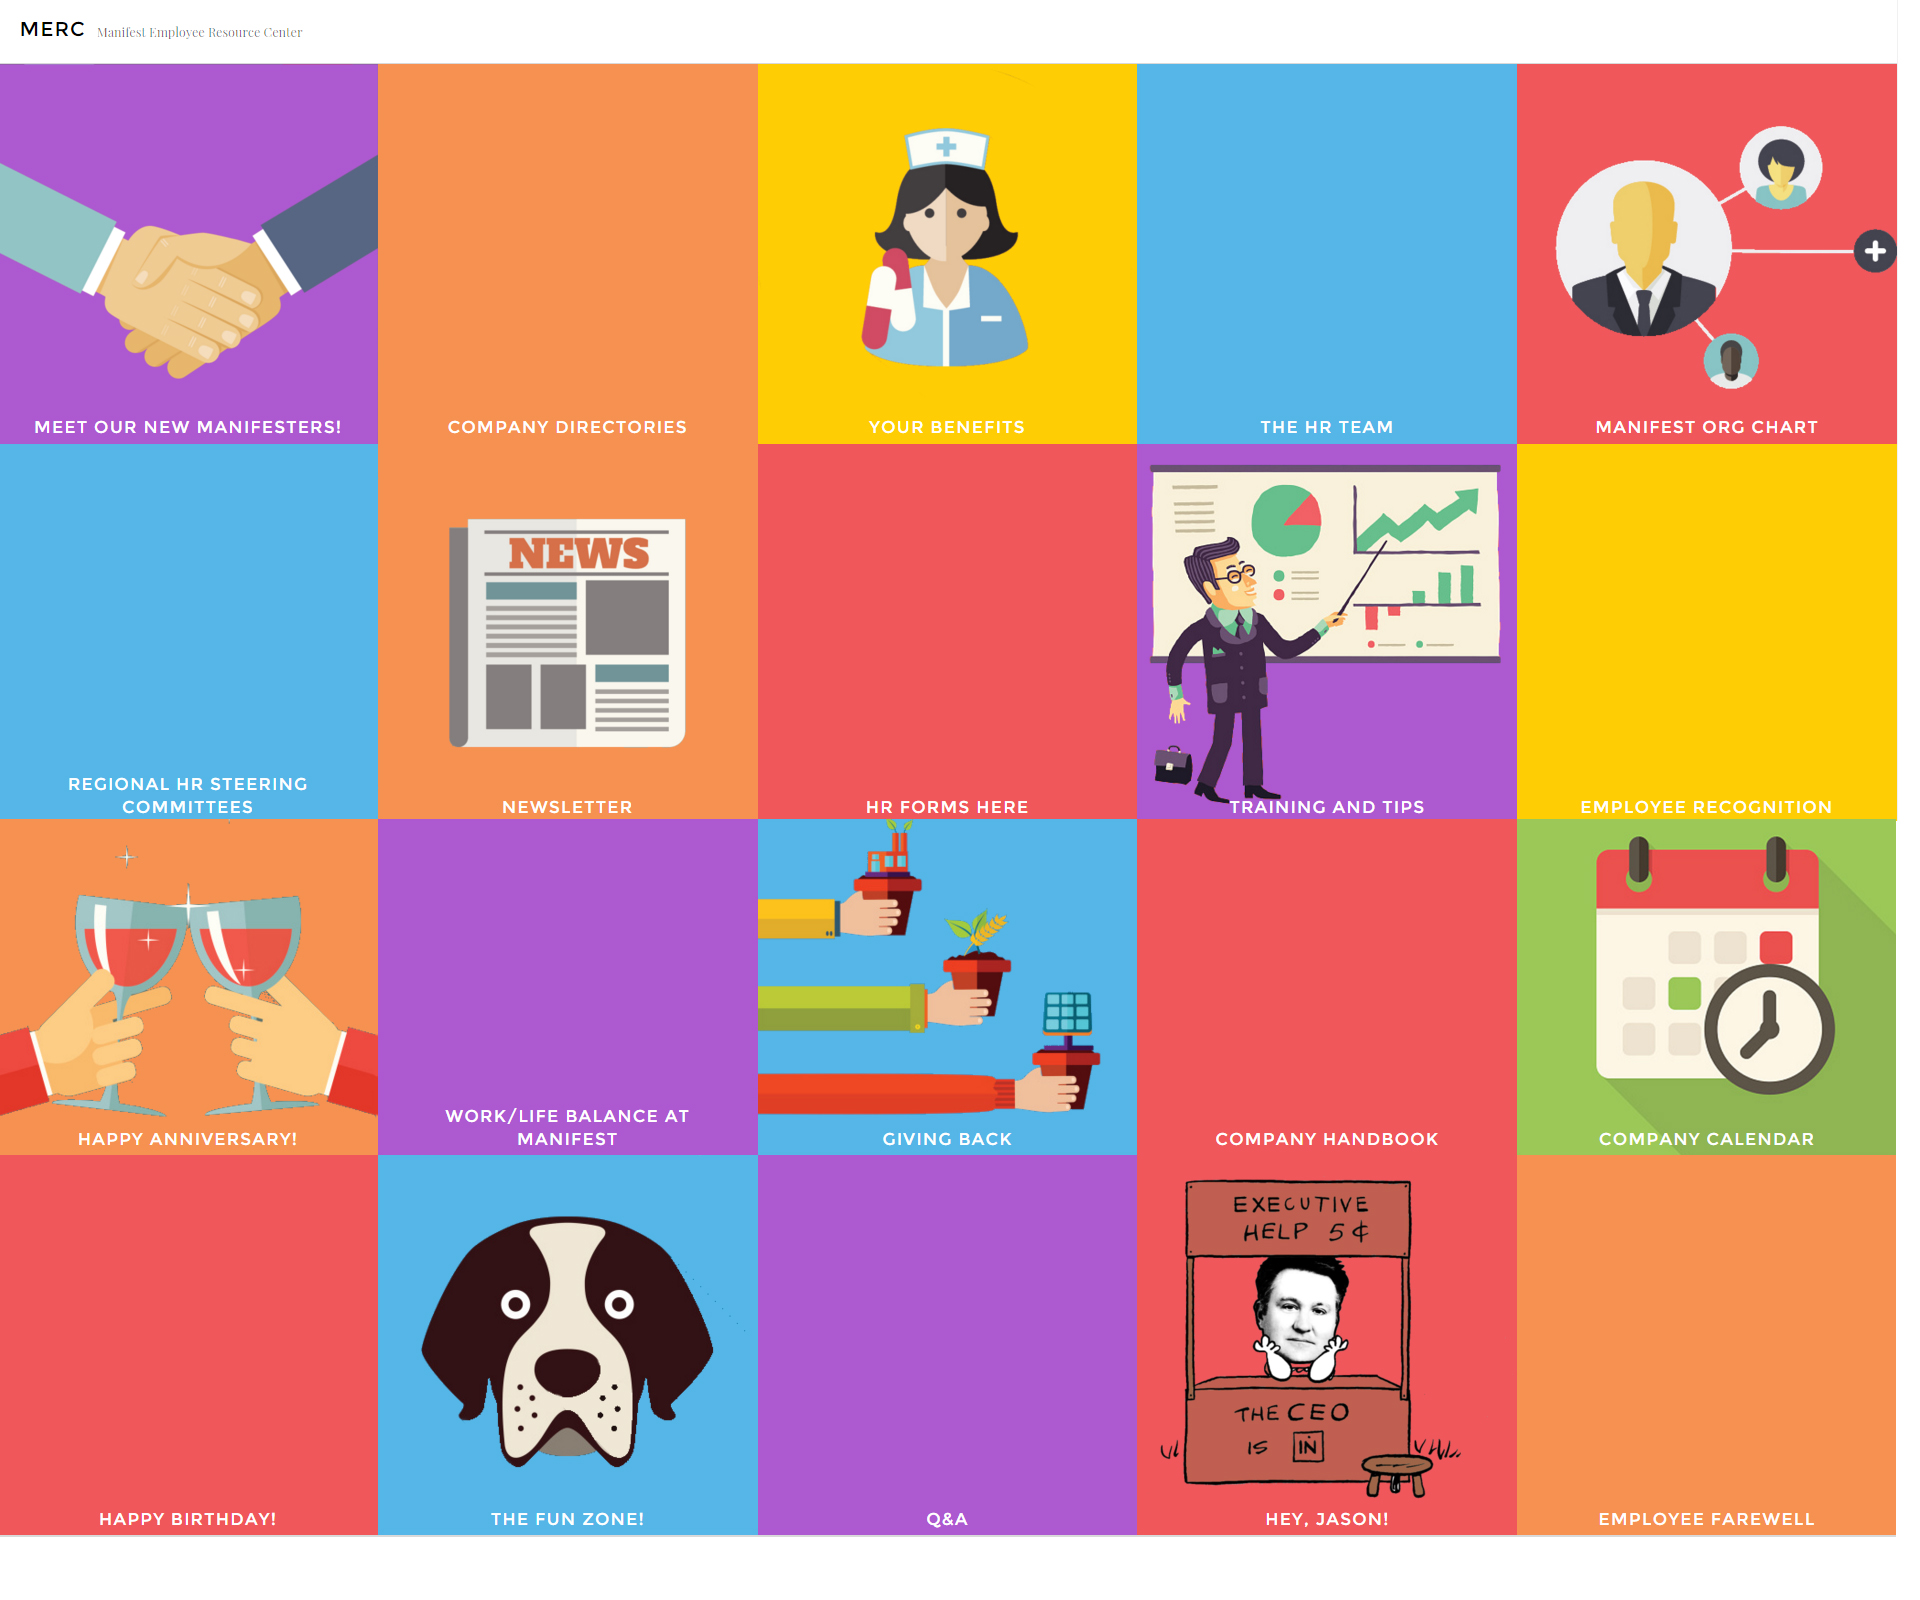 MERC Manifest Employee Resource Center
MEET OUR NEW MANIFESTERS!
COMPANY DIRECTORIES
YOUR BENEFITS
THE HR TEAM
MANIFEST ORG CHART
REGIONAL HR STEERING
COMMITTEES
NEWS
NEWSLETTER
HR FORMS HERE
TRAINING AND TIPS
EMPLOYEE RECOGNITION
HAPPY ANNIVERSARY!
WORK/LIFE BALANCE AT
MANIFEST
GIVING BACK
COMPANY HANDBOOK
COMPANY CALENDAR
HAPPY BIRTHDAY!
THE FUN ZONE!
Q&A
EXECUTIVE
HELP 5¢
THE CEO
IS IN
HEY, JASON!
EMPLOYEE FAREWELL